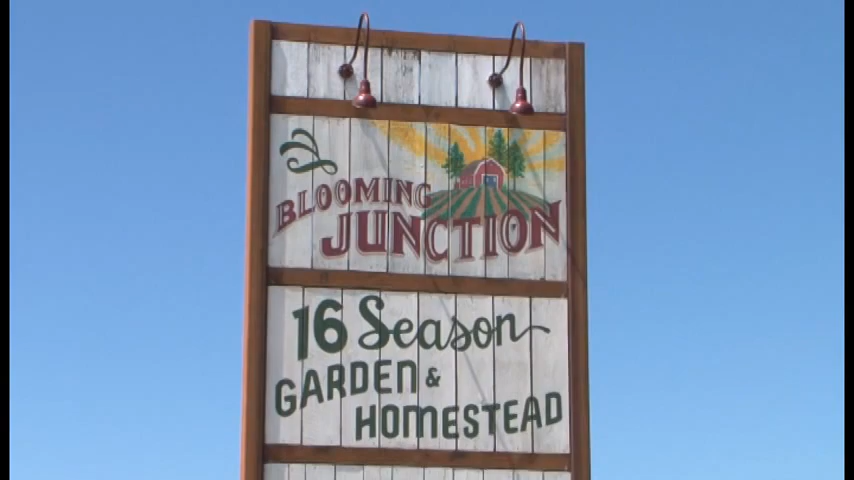 BLOOMING
JUNCTION
16 Season
GARDEN &
HOMESTEAD